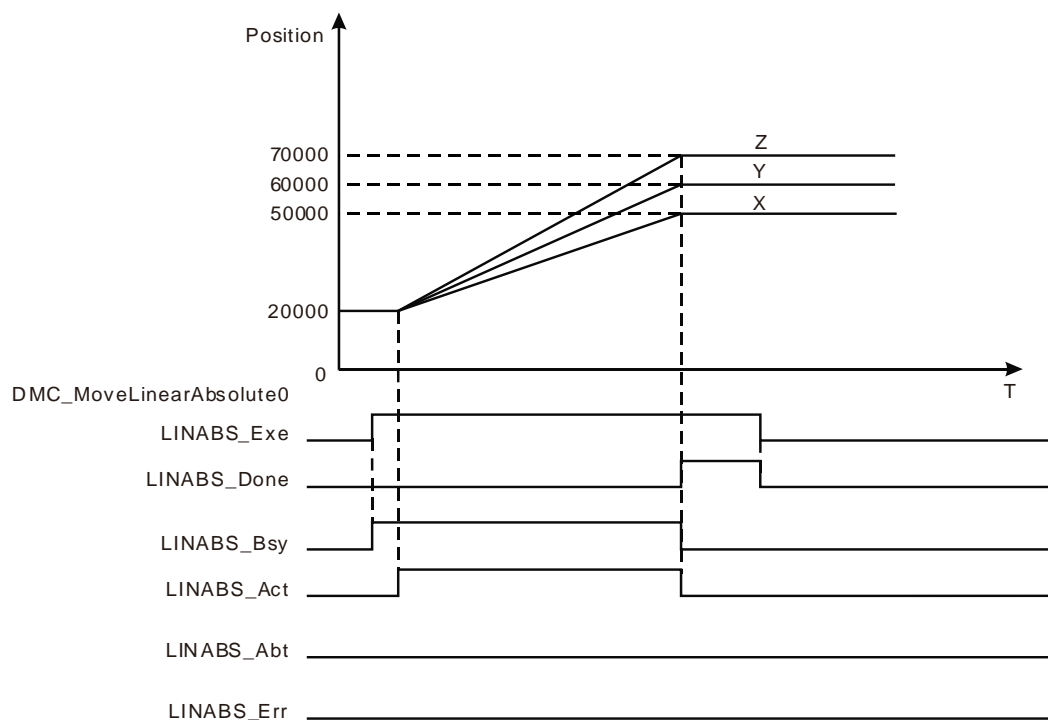 Position
70000
60000
50000
20000
0
Z
Y
X
T
DMC_MoveLinearAbsolute0
LINABS_Exe
LINABS_Done
LINABS_Bsy
LINABS_Act
LINABS_Abt
LINABS_Err